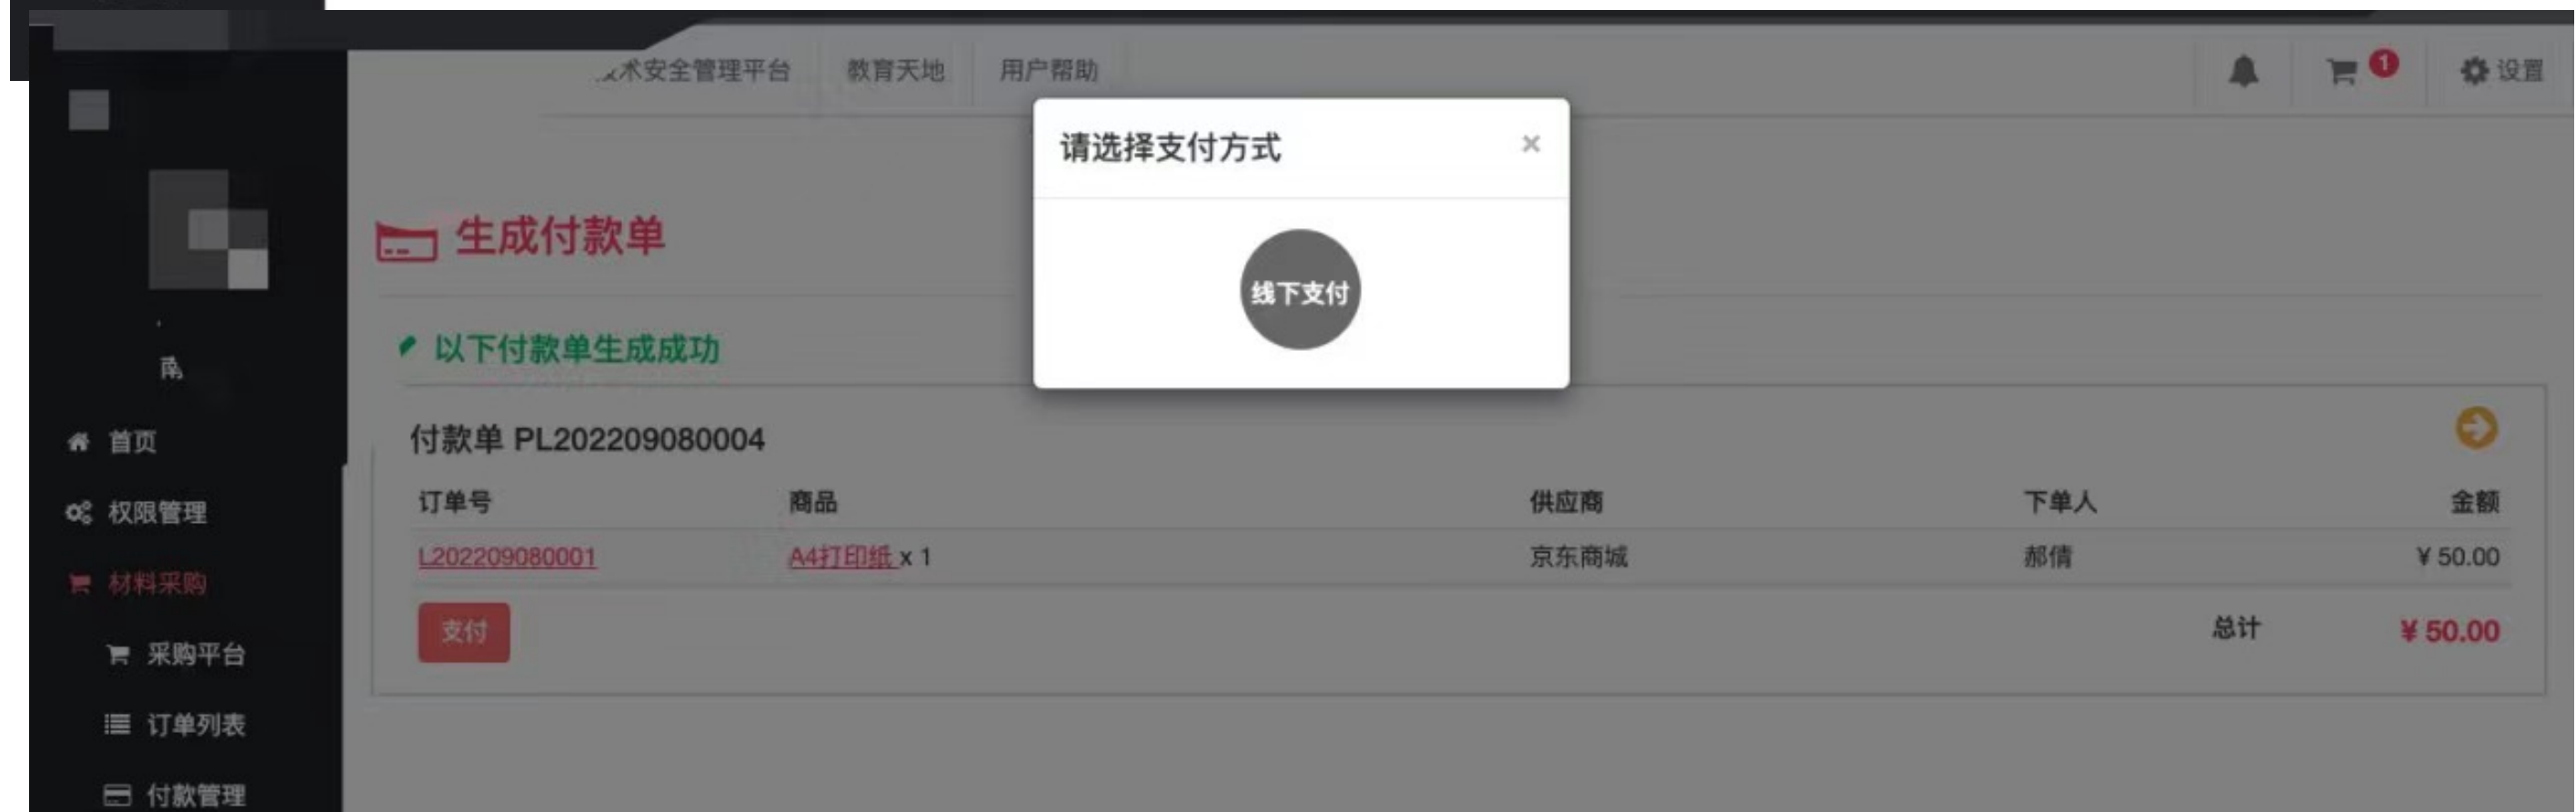 术安全管理平台 教育天地 用户帮助 1 设置
请选择支付方式 ×
线下支付
生成付款单
以下付款单生成成功
付款单 PL202209080004
订单号 商品 供应商 下单人 金额
L202209080001 A4打印纸 x 1 京东商城 郝倩 ¥ 50.00
支付 总计 ¥ 50.00
南
首页
权限管理
材料采购
采购平台
订单列表
付款管理